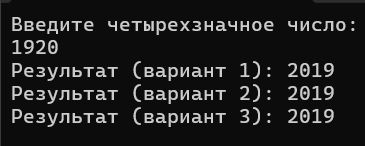 Введите четырехзначное число:
1920
Результат (вариант 1): 2019
Результат (вариант 2): 2019
Результат (вариант 3): 2019